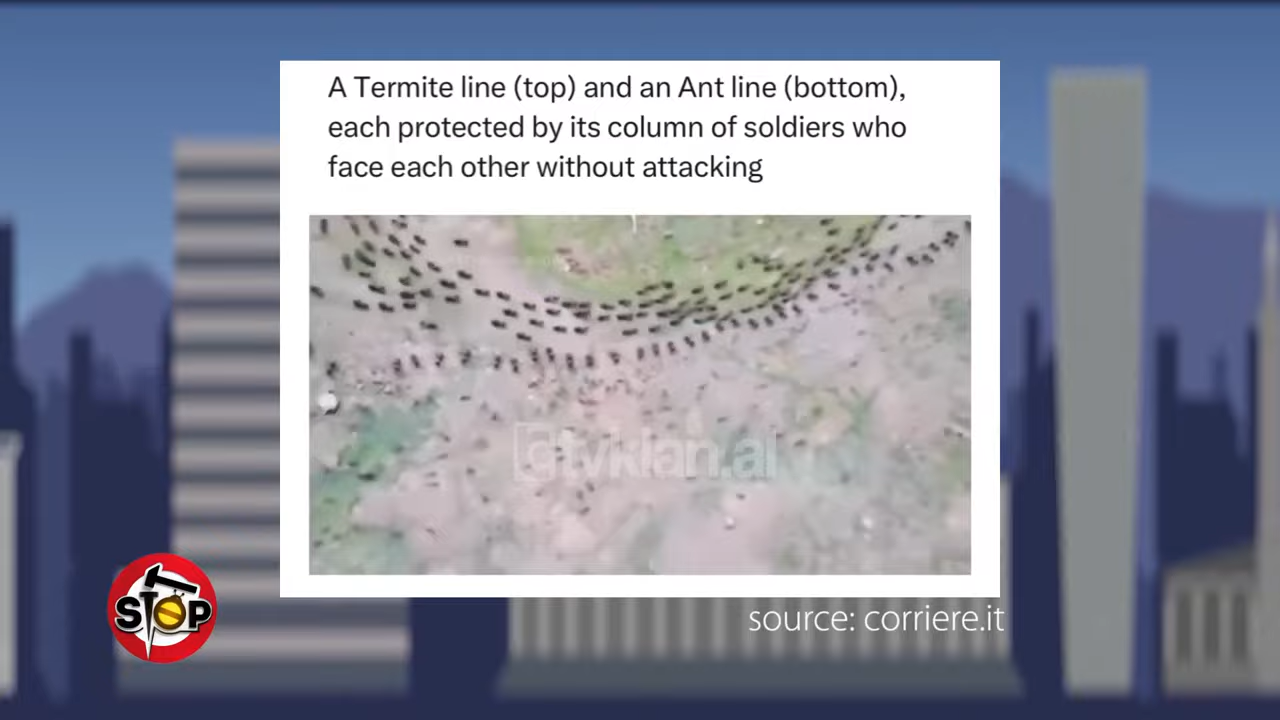 A Termite line (top) and an Ant line (bottom),
each protected by its column of soldiers who
face each other without attacking
tvklan.al
STOP
source: corriere.it